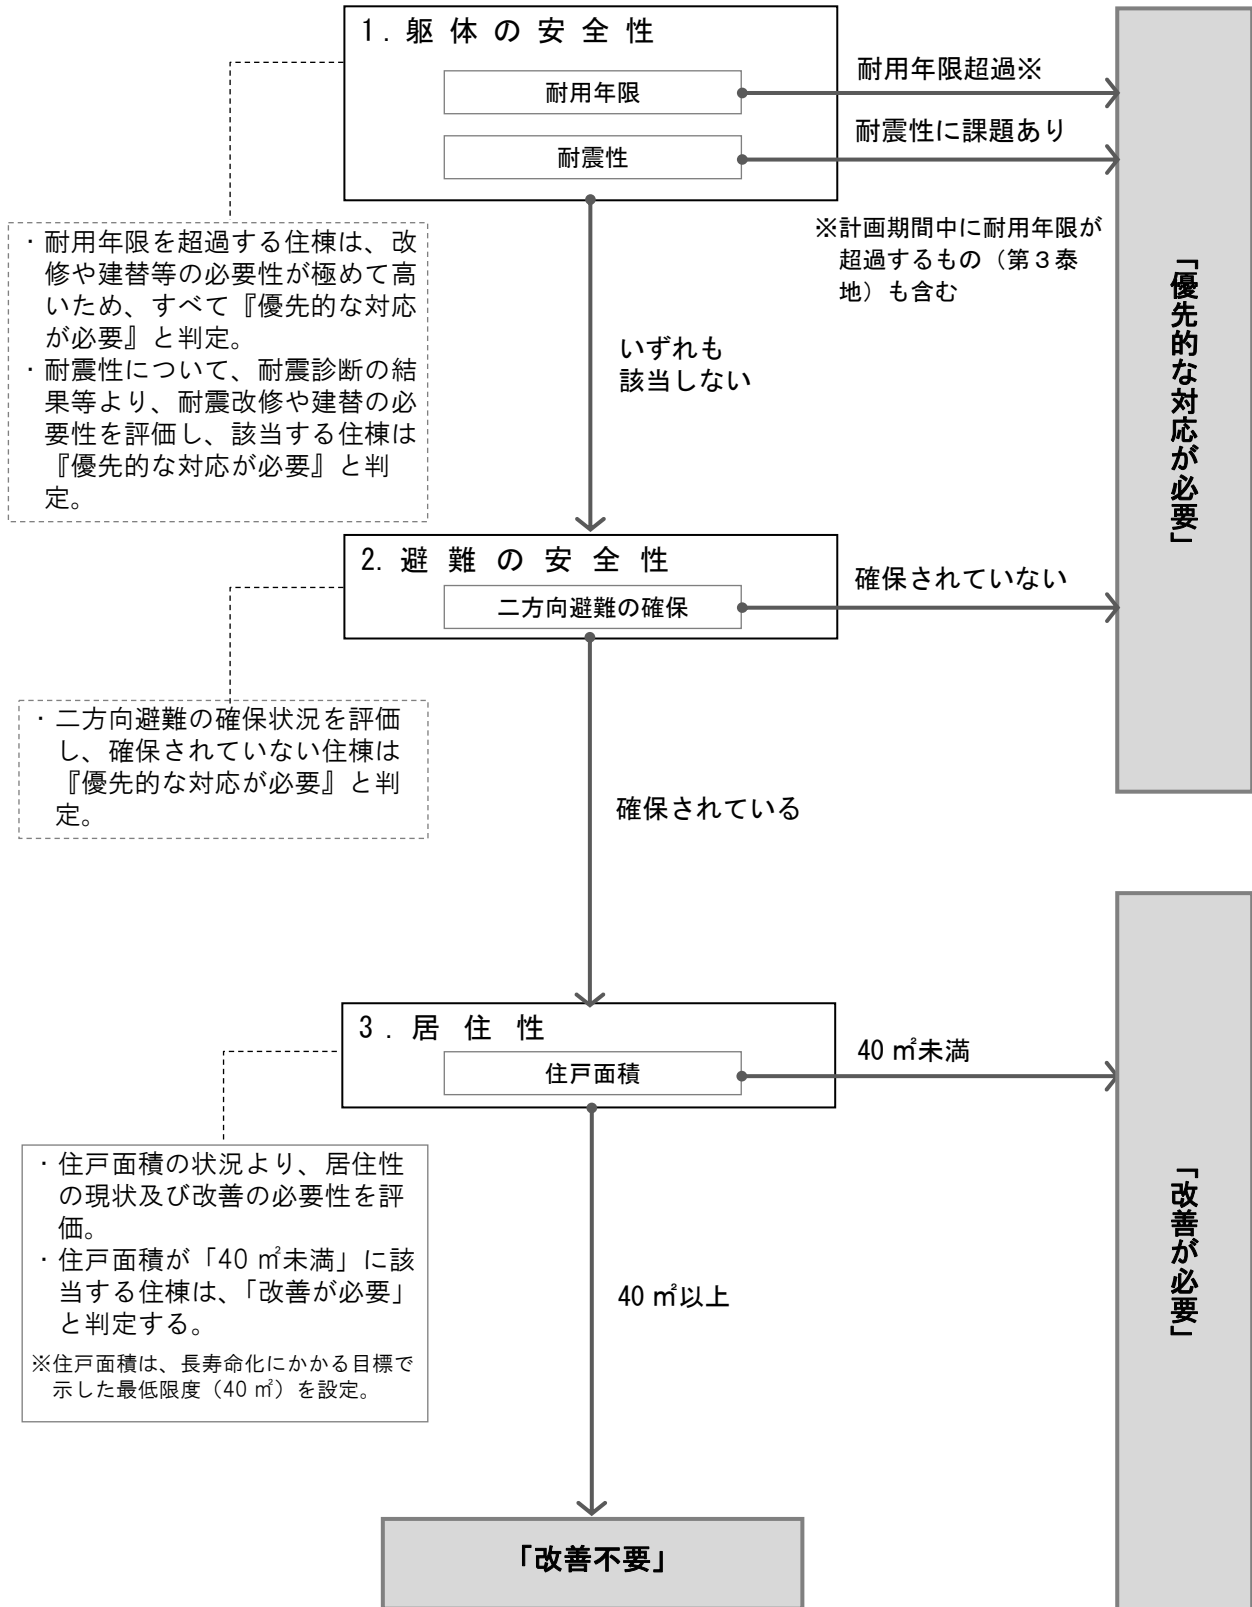 1. 躯体の安全性
耐用年限
耐震性
耐用年限超過※
耐震性に課題あり
※計画期間中に耐用年限が
超過するもの（第３泰
地）も含む
「優先的な対応が必要」
・耐用年限を超過する住棟は、改
修や建替等の必要性が極めて高
いため、すべて『優先的な対応
が必要』と判定。
・耐震性について、耐震診断の結
果等より、耐震改修や建替の必
要性を評価し、該当する住棟は
『優先的な対応が必要』と判
定。
いずれも
該当しない
2. 避難の安全性
二方向避難の確保
確保されていない
・二方向避難の確保状況を評価
し、確保されていない住棟は
『優先的な対応が必要』と判
定。
確保されている
3. 居住性
住戸面積
40 ㎡未満
「改善が必要」
・住戸面積の状況より、居住性
の現状及び改善の必要性を評
価。
・住戸面積が「40 ㎡未満」に該
当する住棟は、「改善が必要」
と判定する。
※住戸面積は、長寿命化にかかる目標で
示した最低限度（40 ㎡）を設定。
40 ㎡以上
「改善不要」